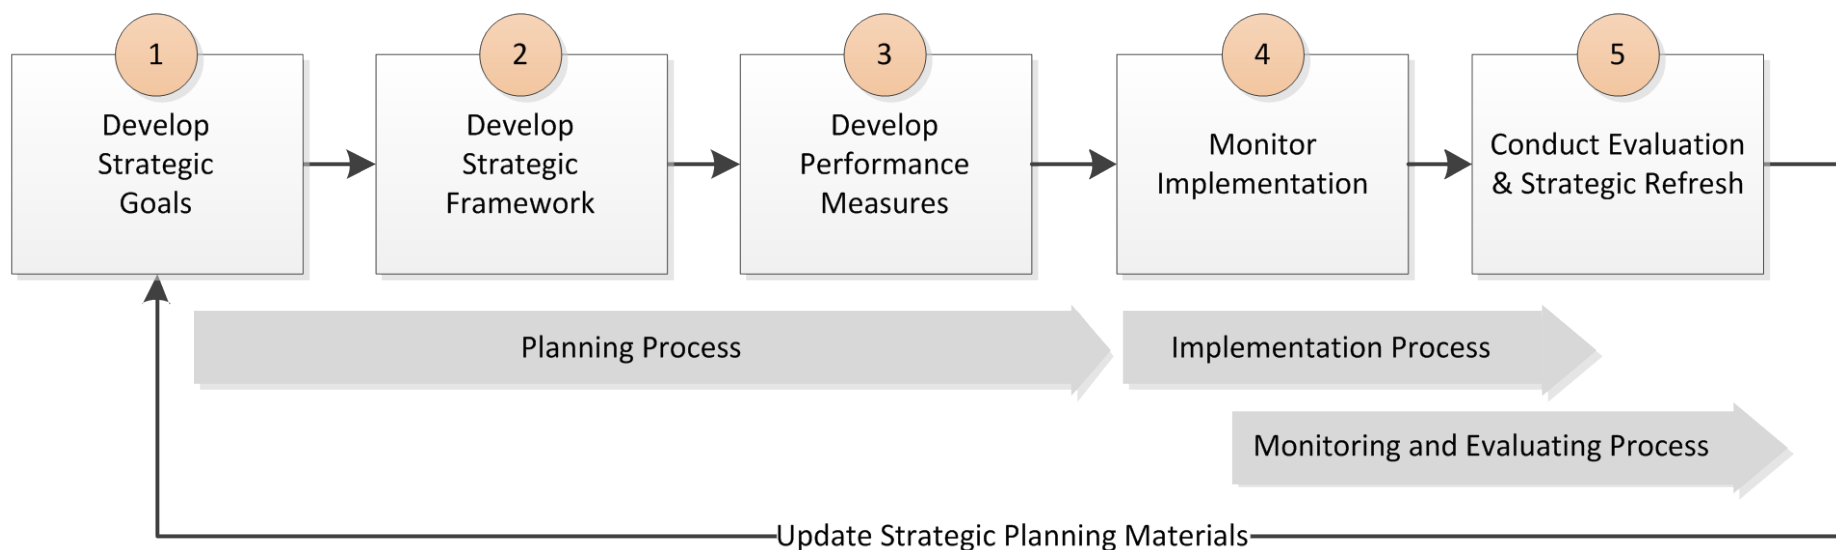 1
Develop
Strategic
Goals
2
Develop
Strategic
Framework
3
Develop
Performance
Measures
4
Monitor
Implementation
5
Conduct Evaluation
& Strategic Refresh
Planning Process
Implementation Process
Monitoring and Evaluating Process
Update Strategic Planning Materials